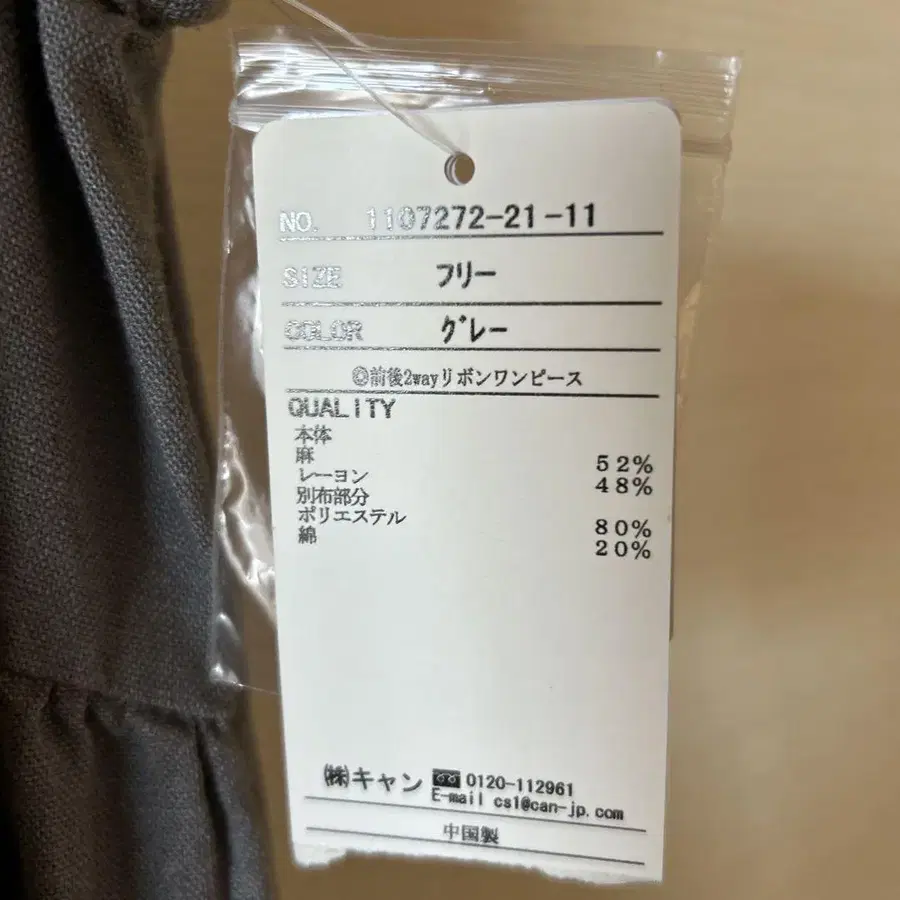 NO. 1107272-21-11
SIZE フリー
COLOR グレー
◎前後2wayリボンワンピース
QUALITY
本体
麻 52%
レーヨン 48%
別布部分
ポリエステル 80%
綿 20%
㈱キャン 0120-112961
E-mail cs1@can-jp.com
中国製